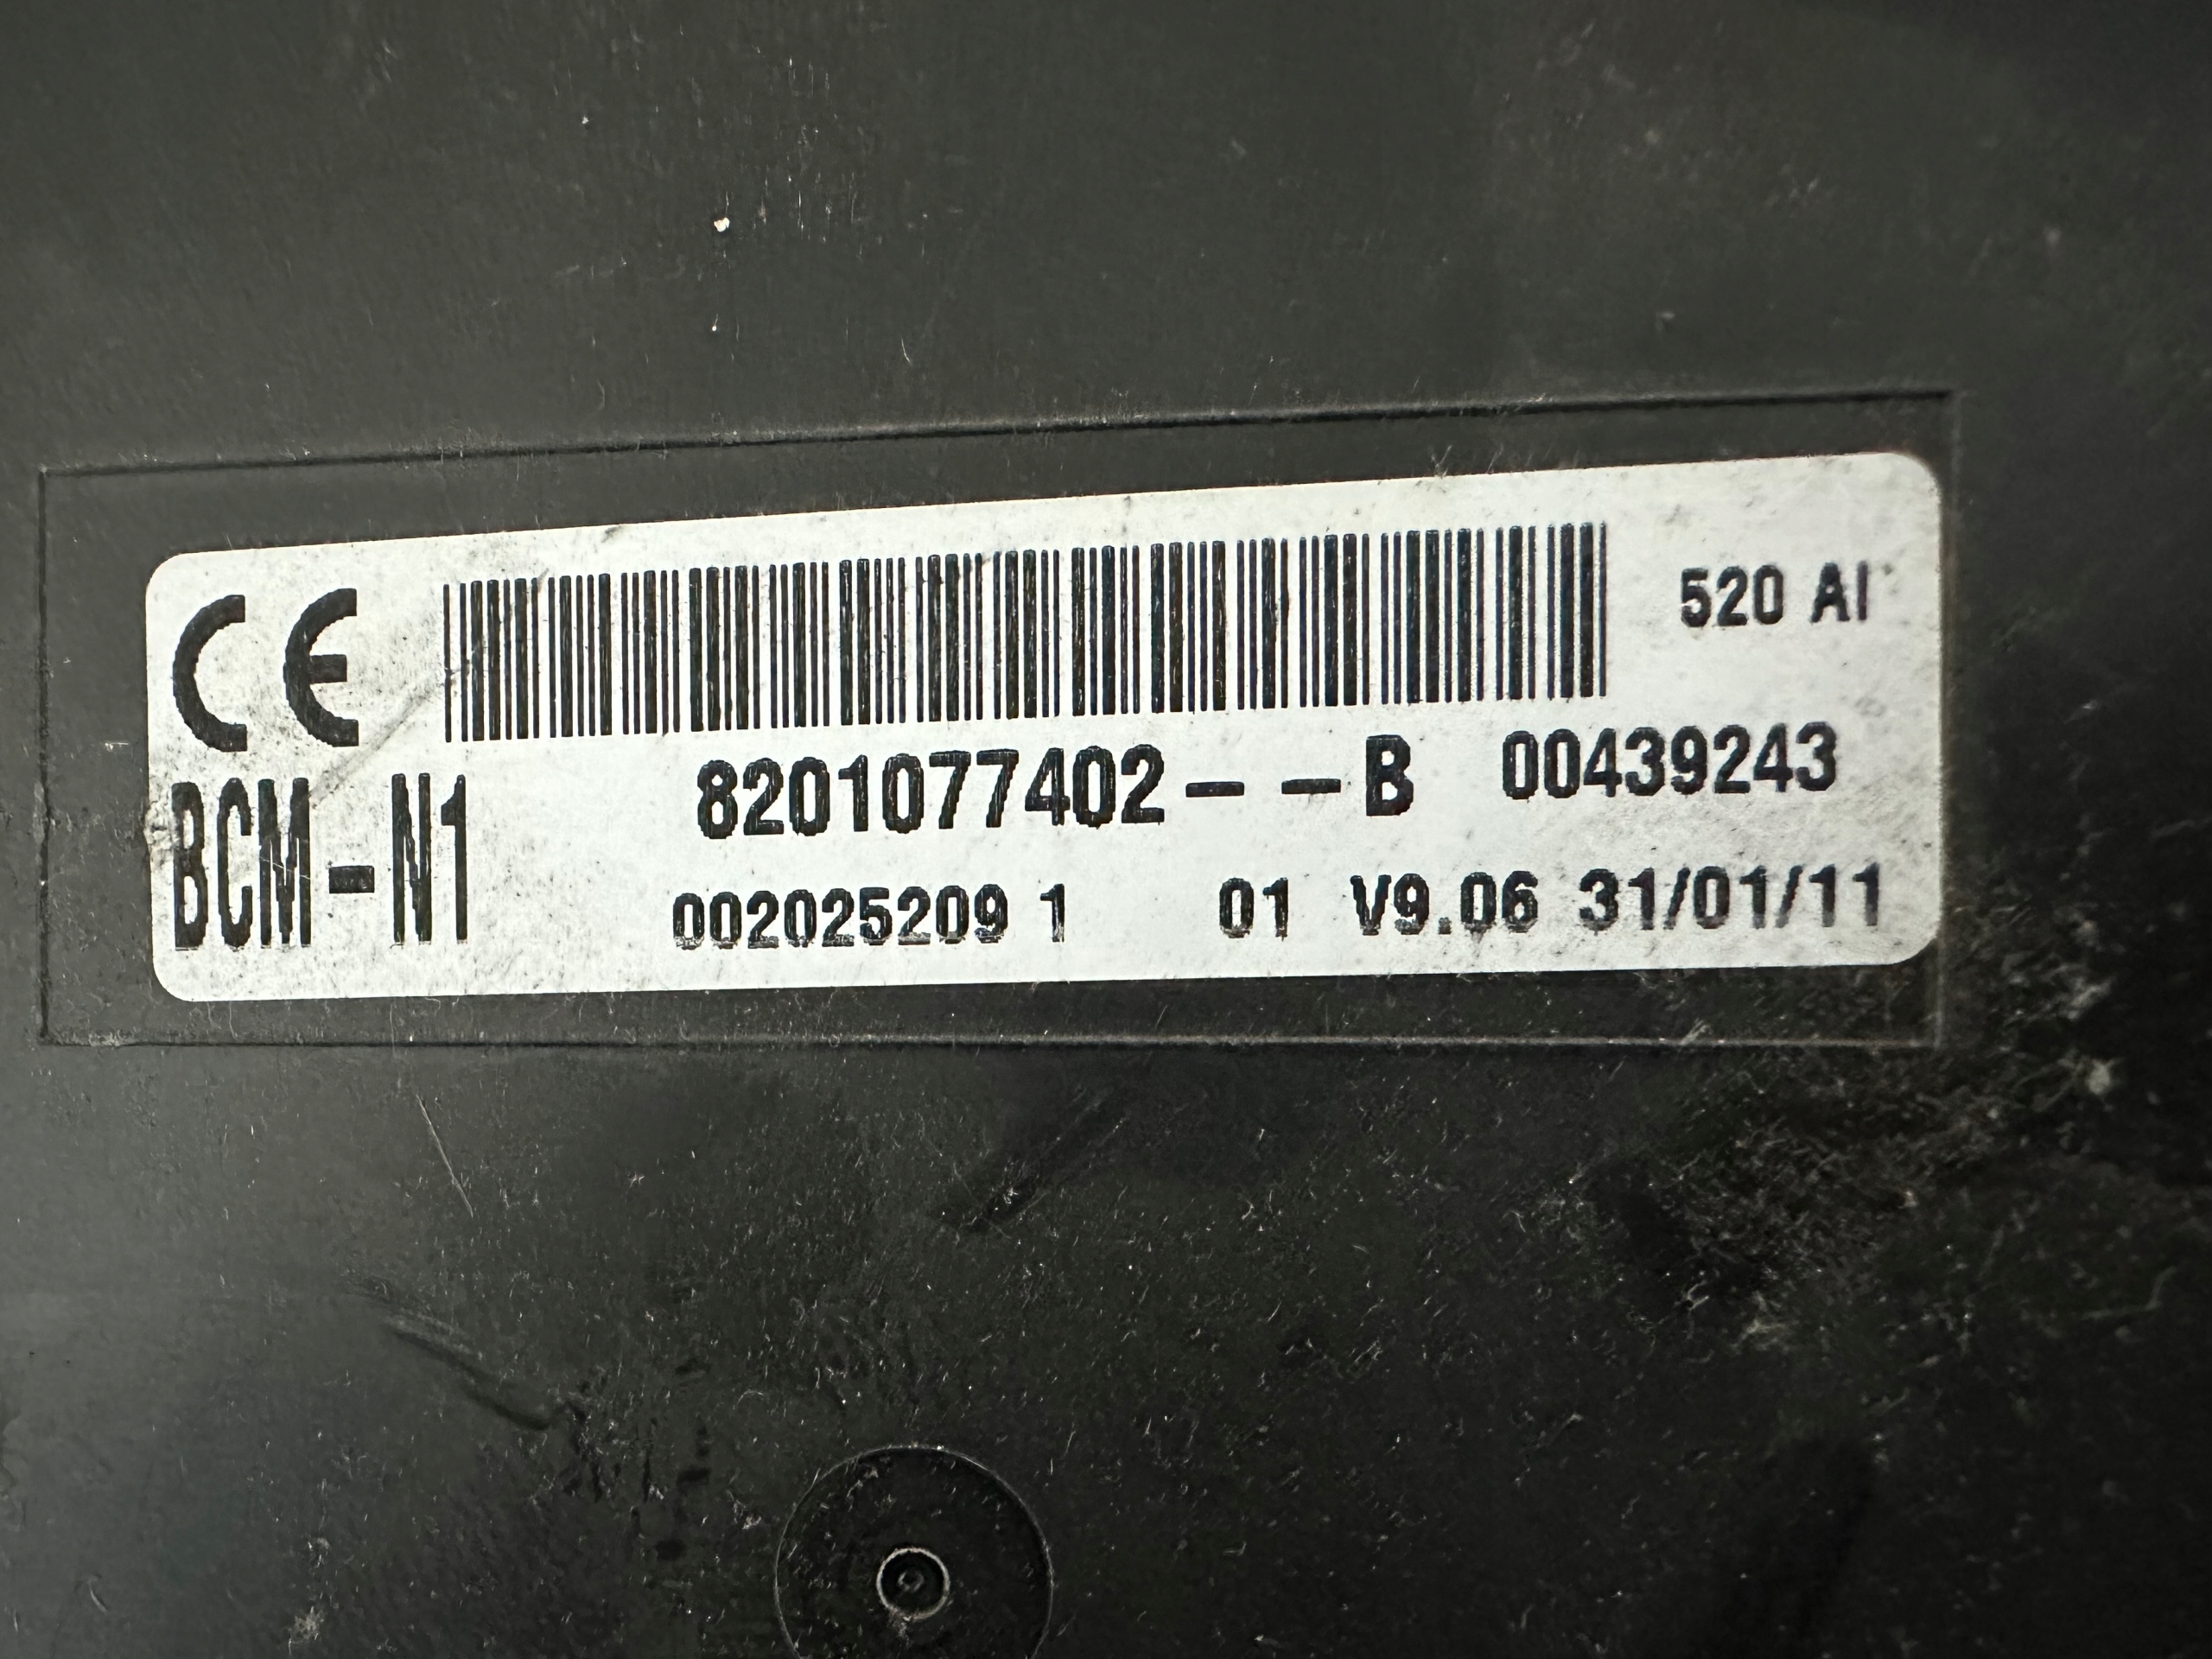 CE 520 AI
8201077402--B 00439243
BCM-N1
002025209 1 01 V9.06 31/01/11